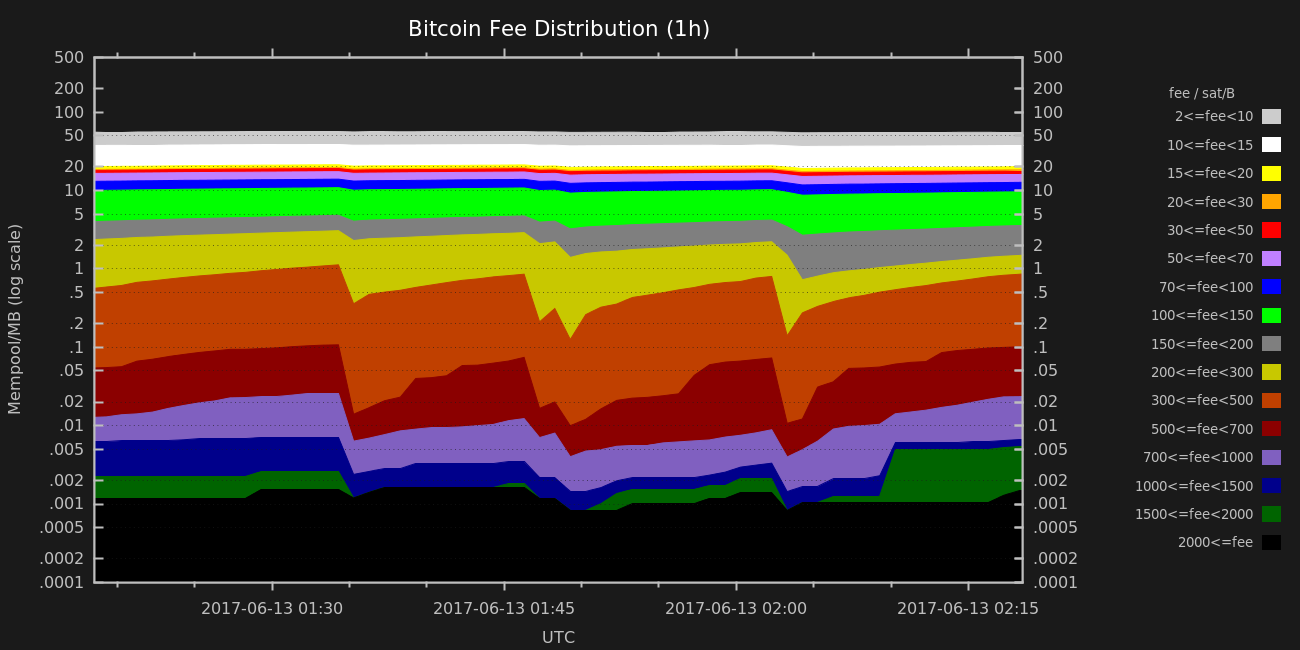 Bitcoin Fee Distribution (1h)
500 500
200 200
100 100
50 50
20 20
10 10
5 5
2 2
1 1
.5 .5
.2 .2
.1 .1
.05 .05
.02 .02
.01 .01
.005 .005
.002 .002
.001 .001
.0005 .0005
.0002 .0002
.0001 .0001
Mempool/MB (log scale)
2017-06-13 01:30 2017-06-13 01:45 2017-06-13 02:00 2017-06-13 02:15
UTC
fee / sat/B
2<=fee<10
10<=fee<15
15<=fee<20
20<=fee<30
30<=fee<50
50<=fee<70
70<=fee<100
100<=fee<150
150<=fee<200
200<=fee<300
300<=fee<500
500<=fee<700
700<=fee<1000
1000<=fee<1500
1500<=fee<2000
2000<=fee